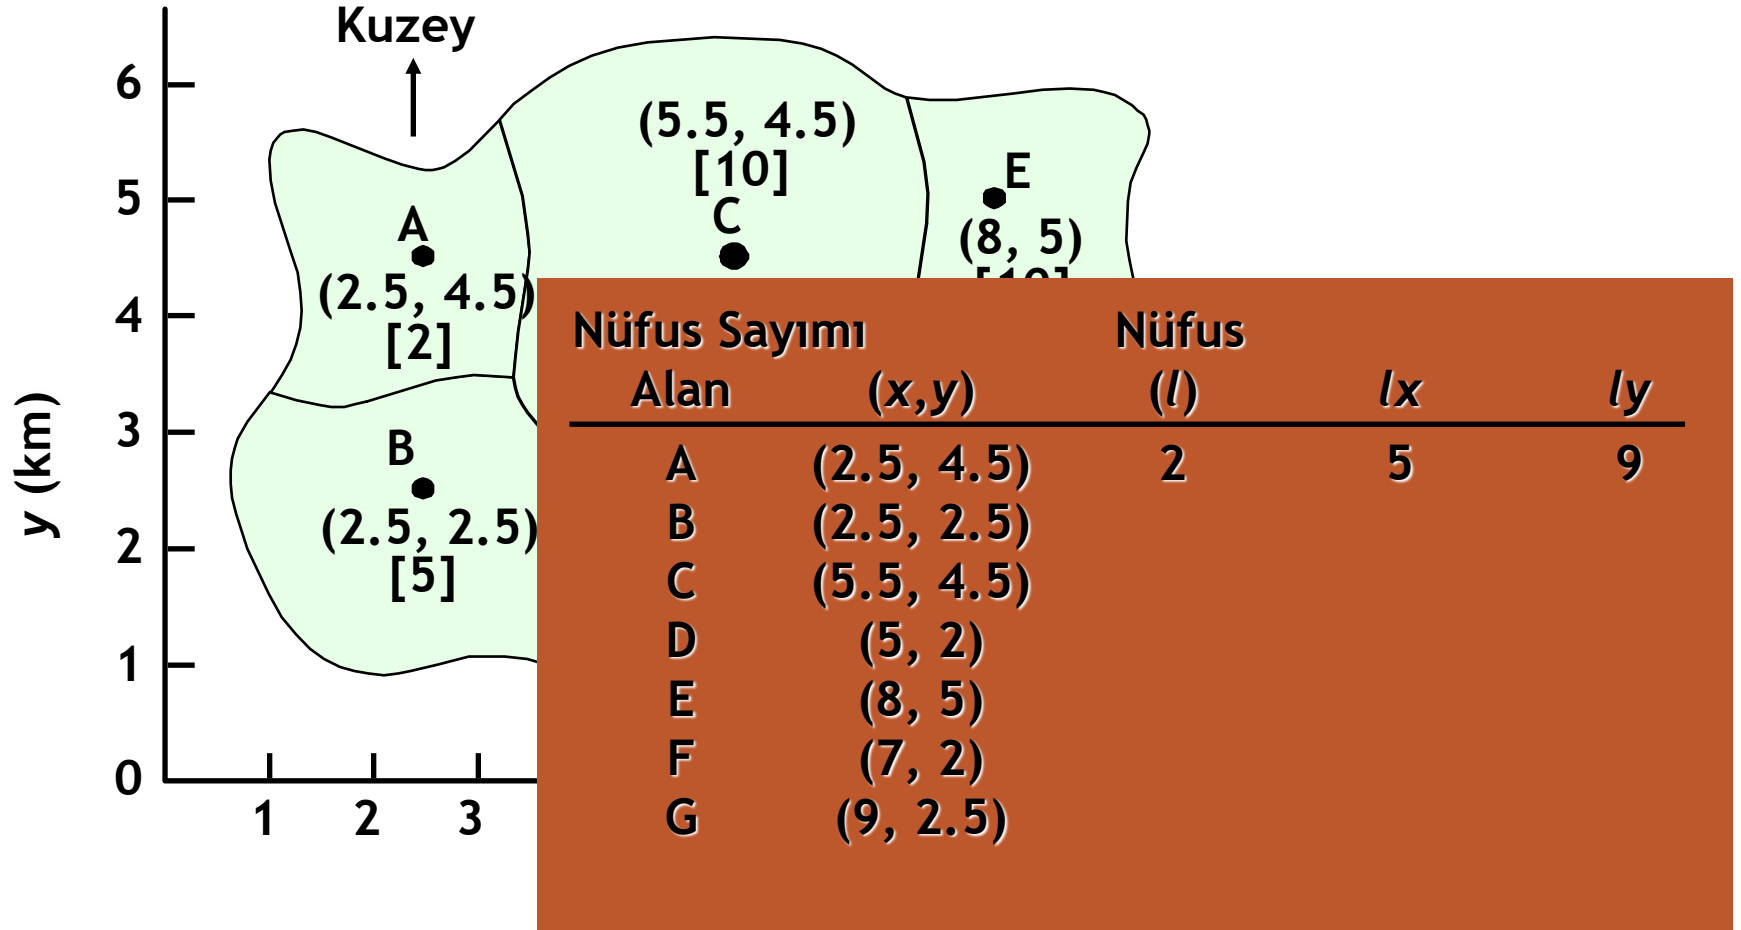 Kuzey
6
5
4
3
2
1
0
1 2 3
y (km)
(5.5, 4.5)
[10]
C
E
(8, 5)
A
(2.5, 4.5)
[2]
B
(2.5, 2.5)
[5]
Nüfus Sayımı Nüfus
Alan (x,y) (l) lx ly
A (2.5, 4.5) 2 5 9
B (2.5, 2.5)
C (5.5, 4.5)
D (5, 2)
E (8, 5)
F (7, 2)
G (9, 2.5)